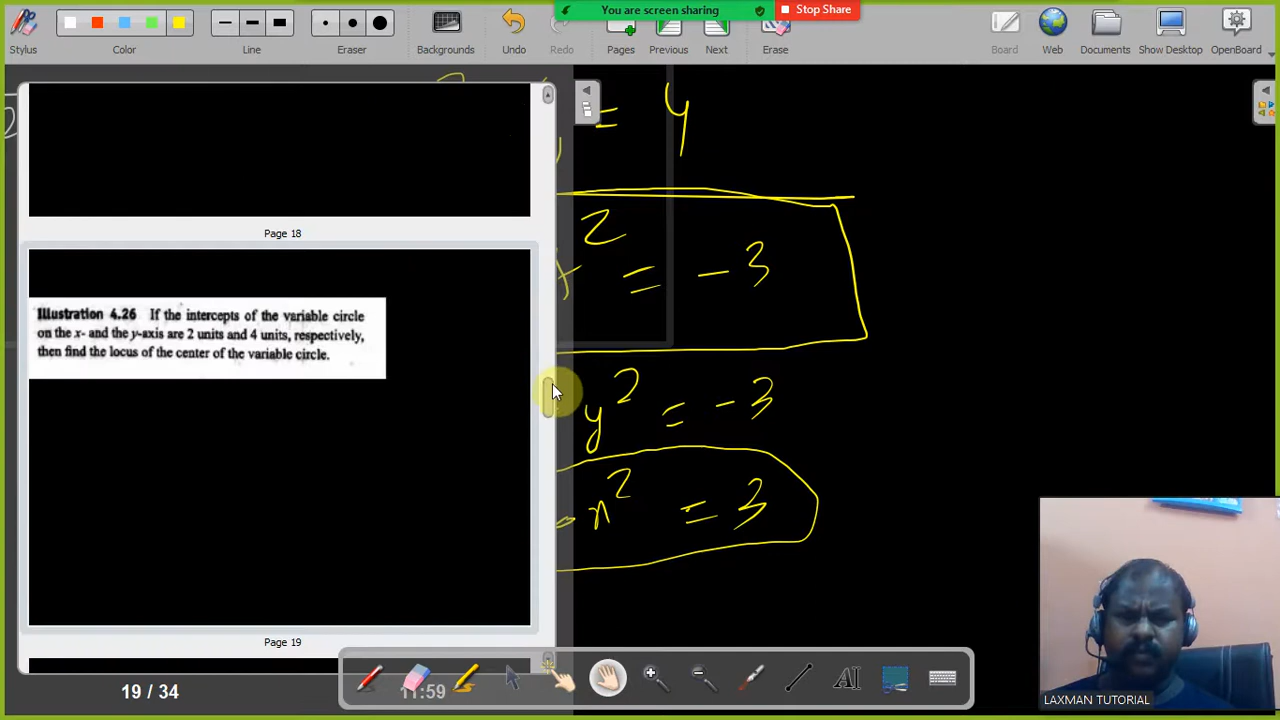 You are screen sharing
Stop Share
Stylus
Color
Line
Eraser
Backgrounds
Undo
Redo
Pages
Previous
Next
Erase
Board
Web
Documents
Show Desktop
OpenBoard
= 4
Page 18
2 = -3
Illustration 4.26 If the intercepts of the variable circle
on the x- and the y-axis are 2 units and 4 units, respectively,
then find the locus of the center of the variable circle.
y² = -3
x² = 3
Page 19
19 / 34
11:59
AI
LAXMAN TUTORIAL